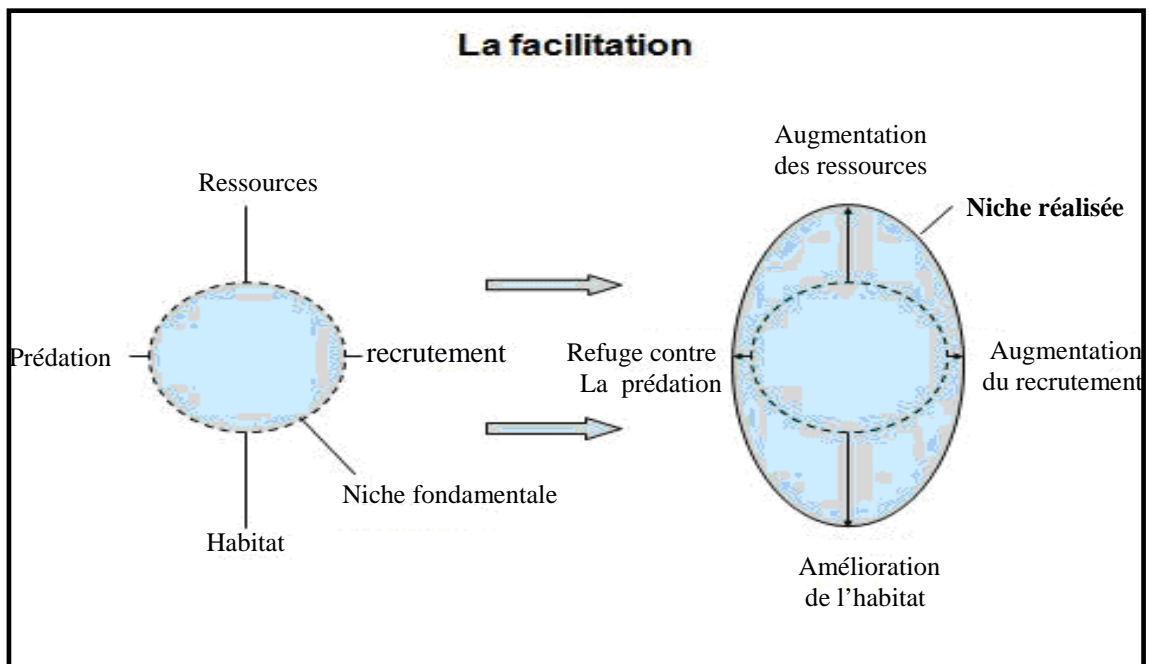 La facilitation
Ressources
Prédation
recrutement
Niche fondamentale
Habitat
Augmentation
des ressources
Niche réalisée
Refuge contre
La prédation
Augmentation
du recrutement
Amélioration
de l'habitat